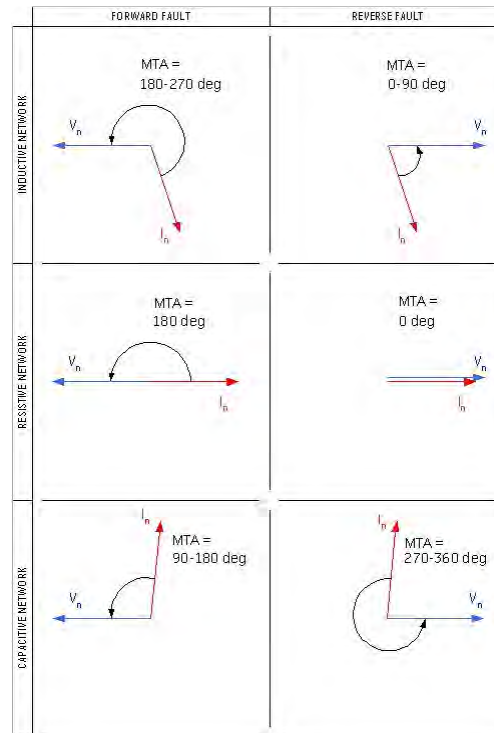 FORWARD FAULT
REVERSE FAULT
INDUCTIVE NETWORK
MTA =
180-270 deg
Vn
In
MTA =
0-90 deg
Vn
In
RESISTIVE NETWORK
MTA =
180 deg
Vn
In
MTA =
0 deg
Vn
In
CAPACITIVE NETWORK
In
MTA =
90-180 deg
Vn
In
MTA =
270-360 deg
Vn